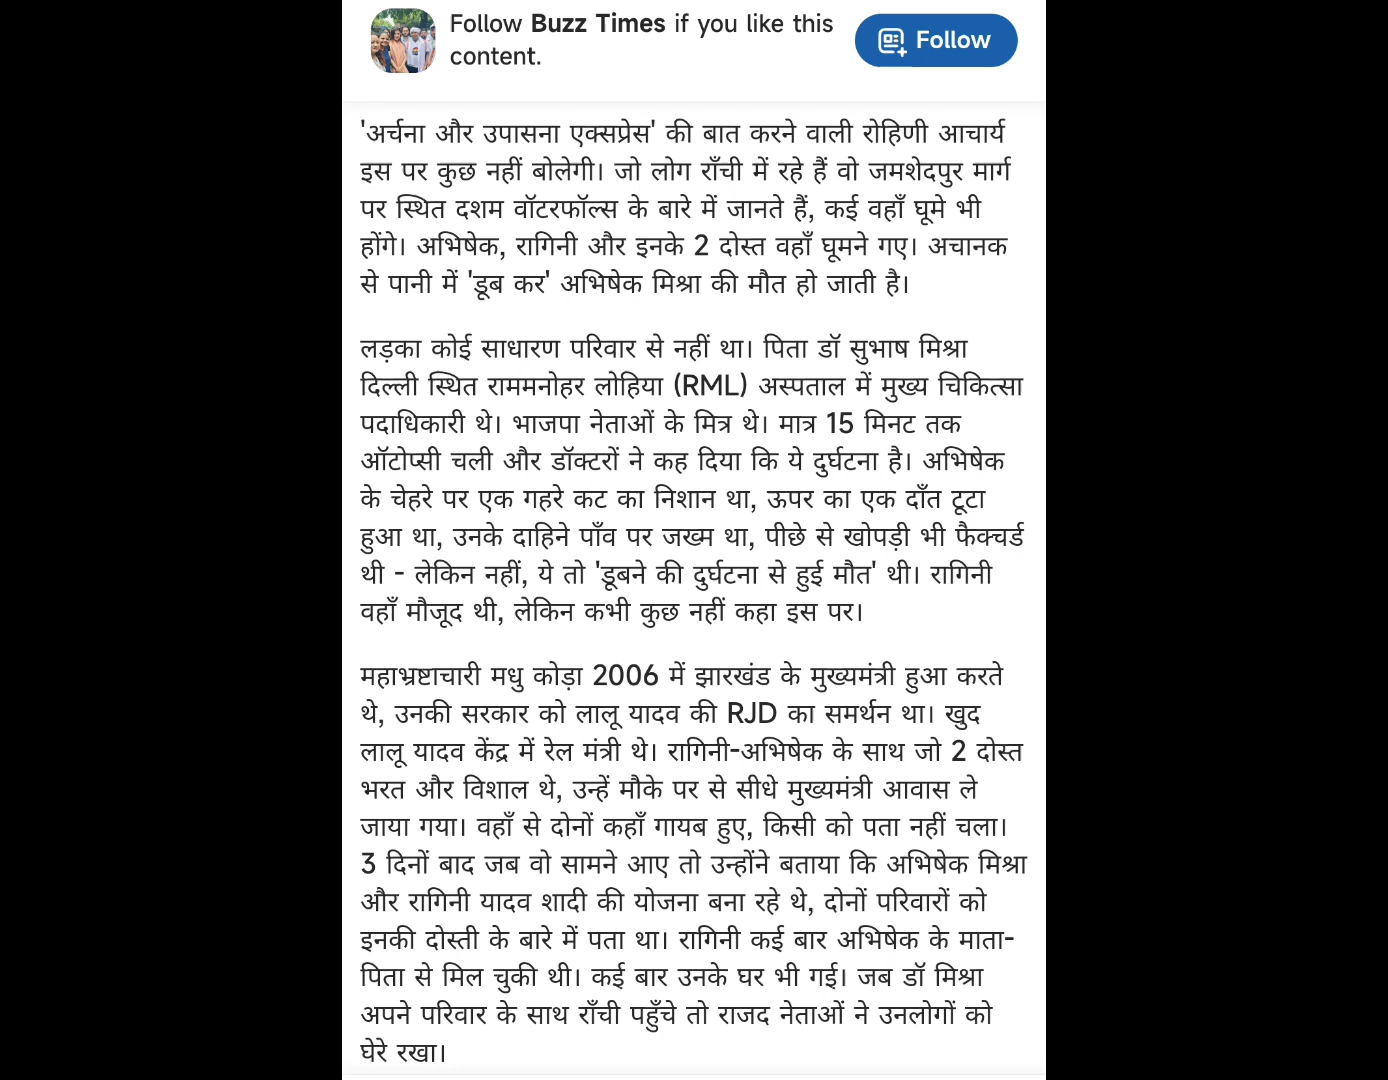 Follow Buzz Times if you like this
content.
Follow
'अर्चना और उपासना एक्सप्रेस' की बात करने वाली रोहिणी आचार्य
इस पर कुछ नहीं बोलेगी। जो लोग राँची में रहे हैं वो जमशेदपुर मार्ग
पर स्थित दशम वॉटरफॉल्स के बारे में जानते हैं, कई वहाँ घूमे भी
होंगे। अभिषेक, रागिनी और इनके 2 दोस्त वहाँ घूमने गए। अचानक
से पानी में 'डूब कर' अभिषेक मिश्रा की मौत हो जाती है।
लड़का कोई साधारण परिवार से नहीं था। पिता डॉ सुभाष मिश्रा
दिल्ली स्थित राममनोहर लोहिया (RML) अस्पताल में मुख्य चिकित्सा
पदाधिकारी थे। भाजपा नेताओं के मित्र थे। मात्र 15 मिनट तक
ऑटोप्सी चली और डॉक्टरों ने कह दिया कि ये दुर्घटना है। अभिषेक
के चेहरे पर एक गहरे कट का निशान था, ऊपर का एक दाँत टूटा
हुआ था, उनके दाहिने पाँव पर जख्म था, पीछे से खोपड़ी भी फैक्चर्ड
थी - लेकिन नहीं, ये तो 'डूबने की दुर्घटना से हुई मौत' थी। रागिनी
वहाँ मौजूद थी, लेकिन कभी कुछ नहीं कहा इस पर।
महाभ्रष्टाचारी मधु कोड़ा 2006 में झारखंड के मुख्यमंत्री हुआ करते
थे, उनकी सरकार को लालू यादव की RJD का समर्थन था। खुद
लालू यादव केंद्र में रेल मंत्री थे। रागिनी-अभिषेक के साथ जो 2 दोस्त
भरत और विशाल थे, उन्हें मौके पर से सीधे मुख्यमंत्री आवास ले
जाया गया। वहाँ से दोनों कहाँ गायब हुए, किसी को पता नहीं चला।
3 दिनों बाद जब वो सामने आए तो उन्होंने बताया कि अभिषेक मिश्रा
और रागिनी यादव शादी की योजना बना रहे थे, दोनों परिवारों को
इनकी दोस्ती के बारे में पता था। रागिनी कई बार अभिषेक के माता-
पिता से मिल चुकी थी। कई बार उनके घर भी गई। जब डॉ मिश्रा
अपने परिवार के साथ राँची पहुँचे तो राजद नेताओं ने उनलोगों को
घेरे रखा।